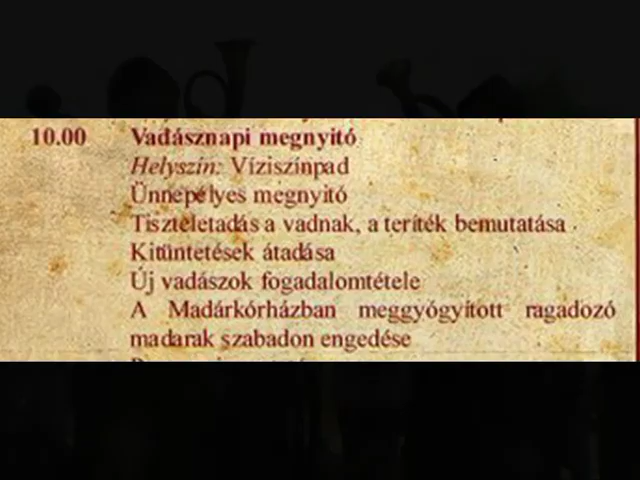 10.00 Vadásznapi megnyitó
Helyszín: Víziszínpad
Ünnepélyes megnyitó
Tiszteletadás a vadnak, a teríték bemutatása
Kitüntetések átadása
Új vadászok fogadalomtétele
A Madárkórházban meggyógyított ragadozó
madarak szabadon engedése